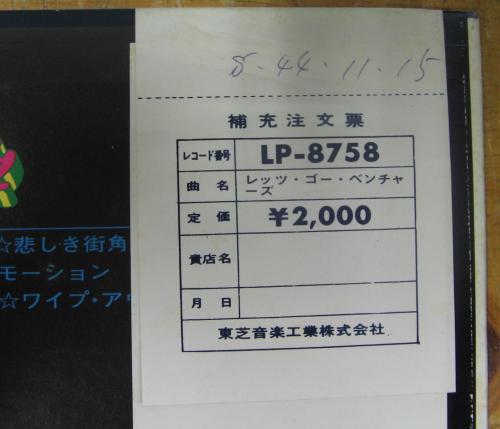 8.44.11.15
補充注文票
レコード番号 LP-8758
曲名 レッツ・ゴー・ベンチャ
ーズ
定価 ¥2,000
貴店名
月日
東芝音楽工業株式会社
☆悲しき街角
モーション
☆ワイプ・アウ